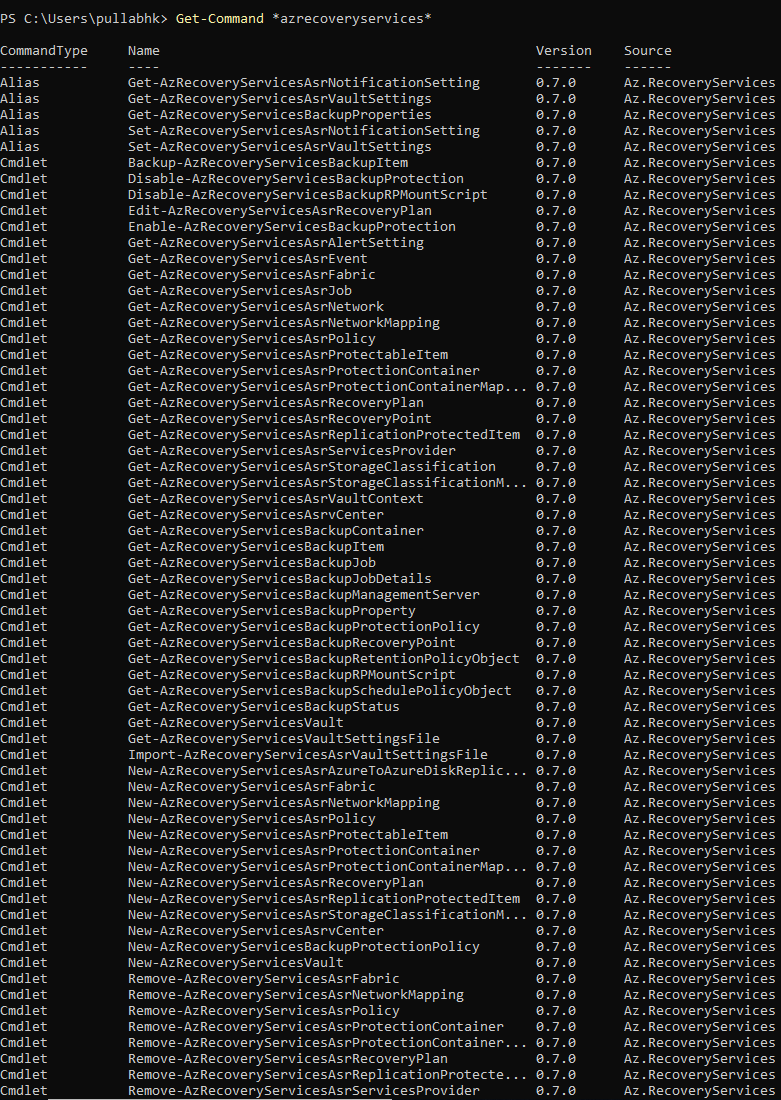 PS C:\Users\pullabhk> Get-Command *azrecoveryservices*
CommandType Name Version Source
----------- ---- ------- ------
Alias Get-AzRecoveryServicesAsrNotificationSetting 0.7.0 Az.RecoveryServices
Alias Get-AzRecoveryServicesAsrVaultSettings 0.7.0 Az.RecoveryServices
Alias Get-AzRecoveryServicesBackupProperties 0.7.0 Az.RecoveryServices
Alias Set-AzRecoveryServicesAsrNotificationSetting 0.7.0 Az.RecoveryServices
Alias Set-AzRecoveryServicesAsrVaultSettings 0.7.0 Az.RecoveryServices
Cmdlet Backup-AzRecoveryServicesBackupItem 0.7.0 Az.RecoveryServices
Cmdlet Disable-AzRecoveryServicesBackupProtection 0.7.0 Az.RecoveryServices
Cmdlet Disable-AzRecoveryServicesBackupRPMountScript 0.7.0 Az.RecoveryServices
Cmdlet Edit-AzRecoveryServicesAsrRecoveryPlan 0.7.0 Az.RecoveryServices
Cmdlet Enable-AzRecoveryServicesBackupProtection 0.7.0 Az.RecoveryServices
Cmdlet Get-AzRecoveryServicesAsrAlertSetting 0.7.0 Az.RecoveryServices
Cmdlet Get-AzRecoveryServicesAsrEvent 0.7.0 Az.RecoveryServices
Cmdlet Get-AzRecoveryServicesAsrFabric 0.7.0 Az.RecoveryServices
Cmdlet Get-AzRecoveryServicesAsrJob 0.7.0 Az.RecoveryServices
Cmdlet Get-AzRecoveryServicesAsrNetwork 0.7.0 Az.RecoveryServices
Cmdlet Get-AzRecoveryServicesAsrNetworkMapping 0.7.0 Az.RecoveryServices
Cmdlet Get-AzRecoveryServicesAsrPolicy 0.7.0 Az.RecoveryServices
Cmdlet Get-AzRecoveryServicesAsrProtectableItem 0.7.0 Az.RecoveryServices
Cmdlet Get-AzRecoveryServicesAsrProtectionContainer 0.7.0 Az.RecoveryServices
Cmdlet Get-AzRecoveryServicesAsrProtectionContainerMap... 0.7.0 Az.RecoveryServices
Cmdlet Get-AzRecoveryServicesAsrRecoveryPlan 0.7.0 Az.RecoveryServices
Cmdlet Get-AzRecoveryServicesAsrRecoveryPoint 0.7.0 Az.RecoveryServices
Cmdlet Get-AzRecoveryServicesAsrReplicationProtectedItem 0.7.0 Az.RecoveryServices
Cmdlet Get-AzRecoveryServicesAsrServicesProvider 0.7.0 Az.RecoveryServices
Cmdlet Get-AzRecoveryServicesAsrStorageClassification 0.7.0 Az.RecoveryServices
Cmdlet Get-AzRecoveryServicesAsrStorageClassificationM... 0.7.0 Az.RecoveryServices
Cmdlet Get-AzRecoveryServicesAsrVaultContext 0.7.0 Az.RecoveryServices
Cmdlet Get-AzRecoveryServicesAsrvCenter 0.7.0 Az.RecoveryServices
Cmdlet Get-AzRecoveryServicesBackupContainer 0.7.0 Az.RecoveryServices
Cmdlet Get-AzRecoveryServicesBackupItem 0.7.0 Az.RecoveryServices
Cmdlet Get-AzRecoveryServicesBackupJob 0.7.0 Az.RecoveryServices
Cmdlet Get-AzRecoveryServicesBackupJobDetails 0.7.0 Az.RecoveryServices
Cmdlet Get-AzRecoveryServicesBackupManagementServer 0.7.0 Az.RecoveryServices
Cmdlet Get-AzRecoveryServicesBackupProperty 0.7.0 Az.RecoveryServices
Cmdlet Get-AzRecoveryServicesBackupProtectionPolicy 0.7.0 Az.RecoveryServices
Cmdlet Get-AzRecoveryServicesBackupRecoveryPoint 0.7.0 Az.RecoveryServices
Cmdlet Get-AzRecoveryServicesBackupRetentionPolicyObject 0.7.0 Az.RecoveryServices
Cmdlet Get-AzRecoveryServicesBackupRPMountScript 0.7.0 Az.RecoveryServices
Cmdlet Get-AzRecoveryServicesBackupSchedulePolicyObject 0.7.0 Az.RecoveryServices
Cmdlet Get-AzRecoveryServicesBackupStatus 0.7.0 Az.RecoveryServices
Cmdlet Get-AzRecoveryServicesVault 0.7.0 Az.RecoveryServices
Cmdlet Get-AzRecoveryServicesVaultSettingsFile 0.7.0 Az.RecoveryServices
Cmdlet Import-AzRecoveryServicesAsrVaultSettingsFile 0.7.0 Az.RecoveryServices
Cmdlet New-AzRecoveryServicesAsrAzureToAzureDiskReplic... 0.7.0 Az.RecoveryServices
Cmdlet New-AzRecoveryServicesAsrFabric 0.7.0 Az.RecoveryServices
Cmdlet New-AzRecoveryServicesAsrNetworkMapping 0.7.0 Az.RecoveryServices
Cmdlet New-AzRecoveryServicesAsrPolicy 0.7.0 Az.RecoveryServices
Cmdlet New-AzRecoveryServicesAsrProtectableItem 0.7.0 Az.RecoveryServices
Cmdlet New-AzRecoveryServicesAsrProtectionContainer 0.7.0 Az.RecoveryServices
Cmdlet New-AzRecoveryServicesAsrProtectionContainerMap... 0.7.0 Az.RecoveryServices
Cmdlet New-AzRecoveryServicesAsrRecoveryPlan 0.7.0 Az.RecoveryServices
Cmdlet New-AzRecoveryServicesAsrReplicationProtectedItem 0.7.0 Az.RecoveryServices
Cmdlet New-AzRecoveryServicesAsrStorageClassificationM... 0.7.0 Az.RecoveryServices
Cmdlet New-AzRecoveryServicesAsrvCenter 0.7.0 Az.RecoveryServices
Cmdlet New-AzRecoveryServicesBackupProtectionPolicy 0.7.0 Az.RecoveryServices
Cmdlet New-AzRecoveryServicesVault 0.7.0 Az.RecoveryServices
Cmdlet Remove-AzRecoveryServicesAsrFabric 0.7.0 Az.RecoveryServices
Cmdlet Remove-AzRecoveryServicesAsrNetworkMapping 0.7.0 Az.RecoveryServices
Cmdlet Remove-AzRecoveryServicesAsrPolicy 0.7.0 Az.RecoveryServices
Cmdlet Remove-AzRecoveryServicesAsrProtectionContainer 0.7.0 Az.RecoveryServices
Cmdlet Remove-AzRecoveryServicesAsrProtectionContainer... 0.7.0 Az.RecoveryServices
Cmdlet Remove-AzRecoveryServicesAsrRecoveryPlan 0.7.0 Az.RecoveryServices
Cmdlet Remove-AzRecoveryServicesAsrReplicationProtecte... 0.7.0 Az.RecoveryServices
Cmdlet Remove-AzRecoveryServicesAsrServicesProvider 0.7.0 Az.RecoveryServices